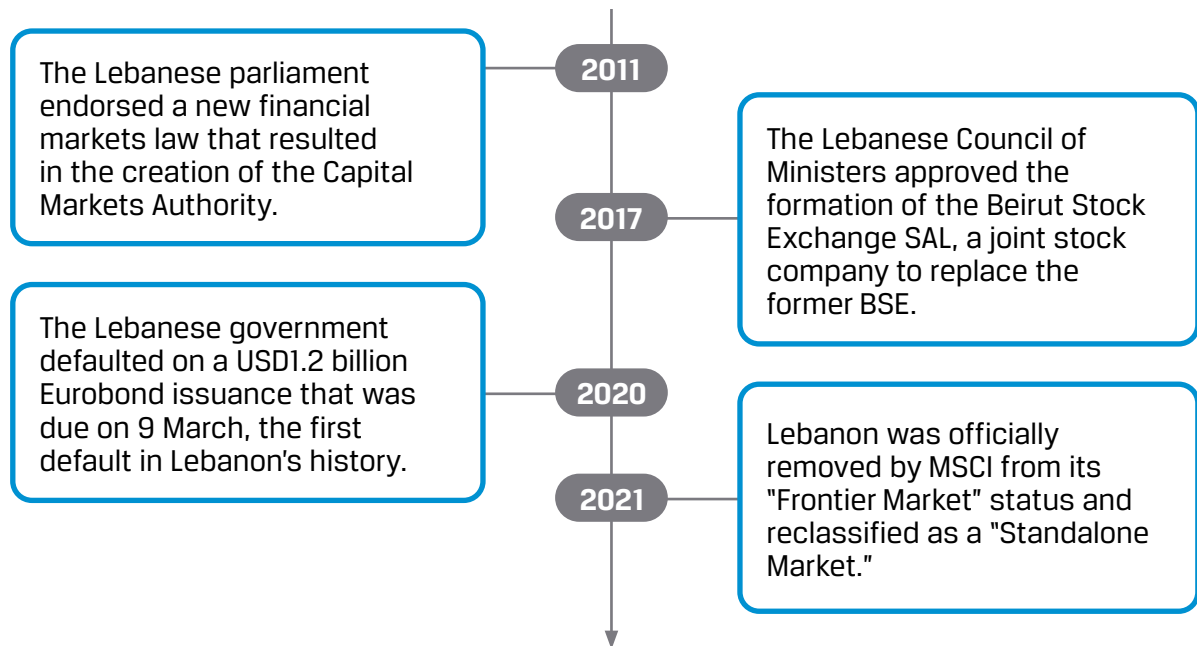 2011
The Lebanese parliament
endorsed a new financial
markets law that resulted
in the creation of the Capital
Markets Authority.
2017
The Lebanese Council of
Ministers approved the
formation of the Beirut Stock
Exchange SAL, a joint stock
company to replace the
former BSE.
2020
The Lebanese government
defaulted on a USD1.2 billion
Eurobond issuance that was
due on 9 March, the first
default in Lebanon's history.
2021
Lebanon was officially
removed by MSCI from its
"Frontier Market" status and
reclassified as a "Standalone
Market."